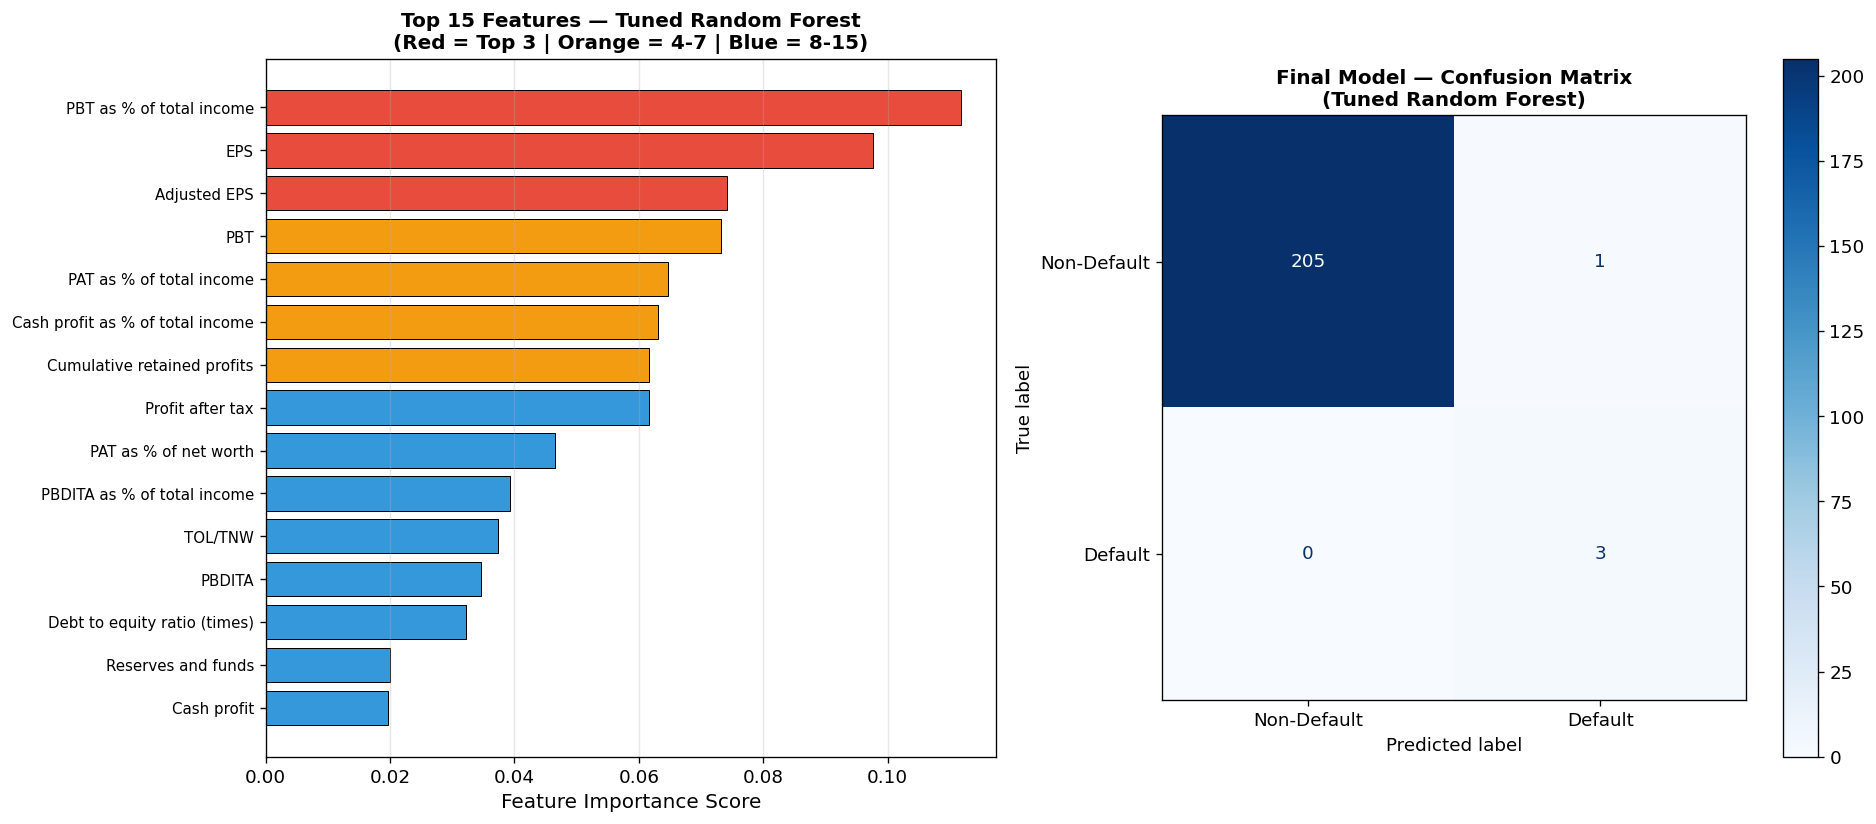 Top 15 Features — Tuned Random Forest
(Red = Top 3 | Orange = 4-7 | Blue = 8-15)
PBT as % of total income
EPS
Adjusted EPS
PBT
PAT as % of total income
Cash profit as % of total income
Cumulative retained profits
Profit after tax
PAT as % of net worth
PBDITA as % of total income
TOL/TNW
PBDITA
Debt to equity ratio (times)
Reserves and funds
Cash profit
0.00 0.02 0.04 0.06 0.08 0.10
Feature Importance Score
Final Model — Confusion Matrix
(Tuned Random Forest)
True label
Non-Default
205 1
Default
0 3
Non-Default Default
Predicted label
200
175
150
125
100
75
50
25
0